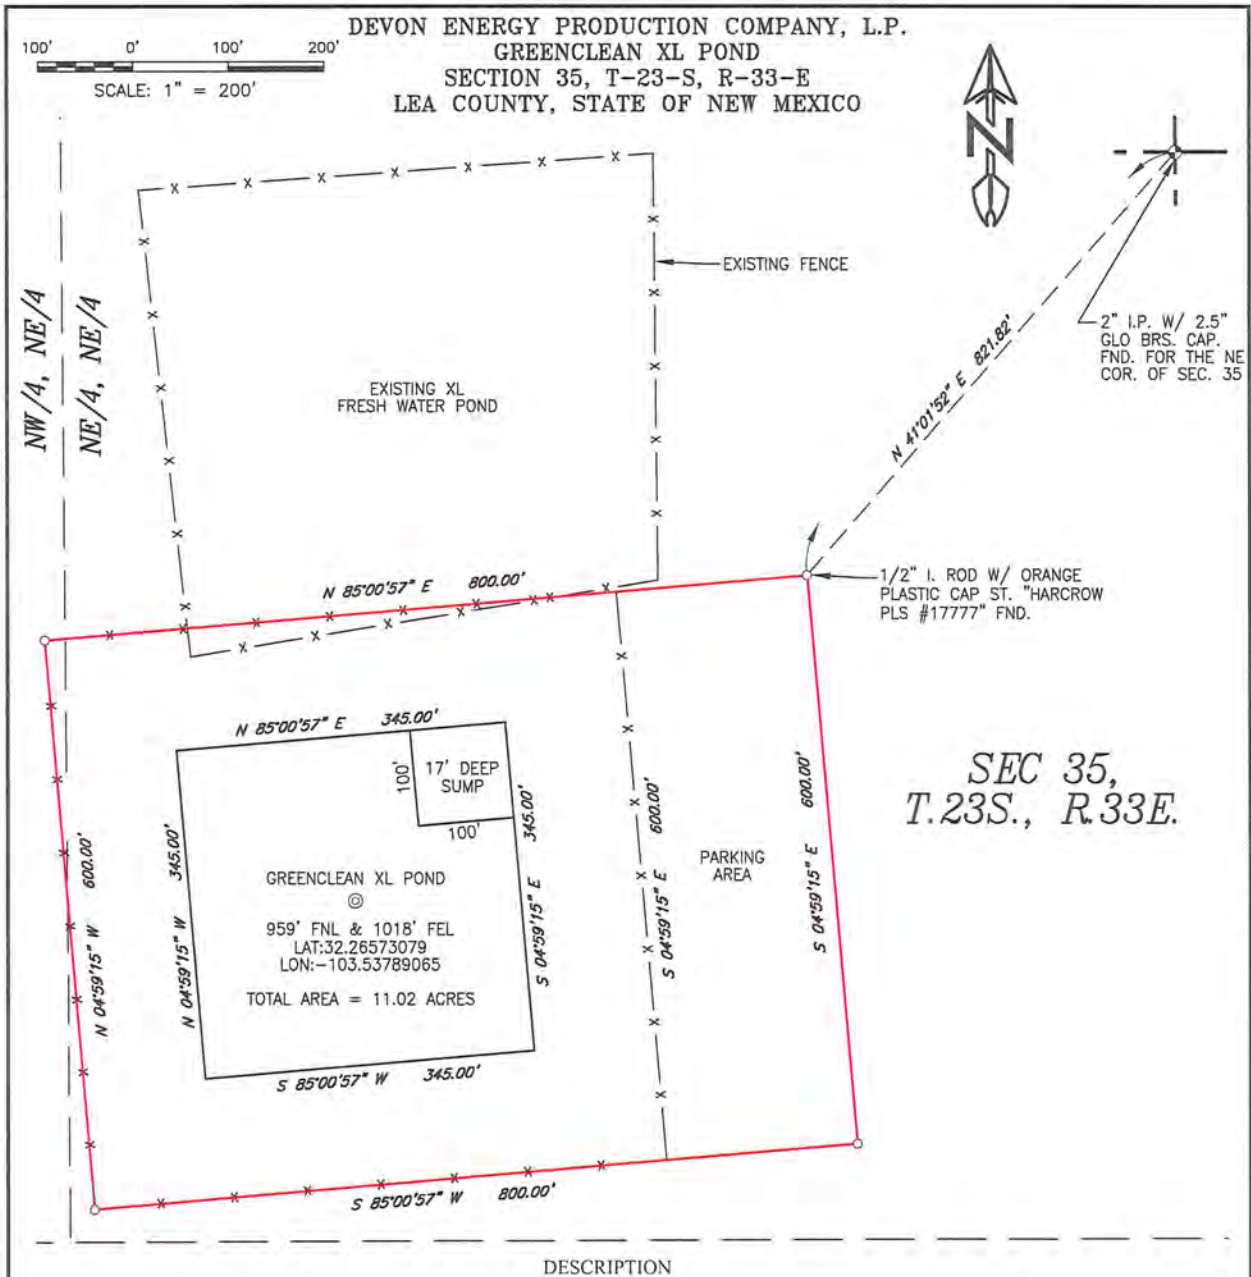 DEVON ENERGY PRODUCTION COMPANY, L.P.
GREENCLEAN XL POND
SECTION 35, T-23-S, R-33-E
LEA COUNTY, STATE OF NEW MEXICO
100' 0' 100' 200'
SCALE: 1" = 200'
N
EXISTING FENCE
NW/4, NE/4
NE/4, NE/4
EXISTING XL
FRESH WATER POND
2" I.P. W/ 2.5"
GLO BRS. CAP.
FND. FOR THE NE
COR. OF SEC. 35
N 41°01'52" E 821.82'
N 85°00'57" E 800.00'
1/2" I. ROD W/ ORANGE
PLASTIC CAP ST. "HARCROW
PLS #17777" FND.
N 85°00'57" E 345.00'
100'
17' DEEP
SUMP
100'
SEC 35,
T.23S., R.33E.
N 04°59'15" W 600.00'
N 04°59'15" W 345.00'
GREENCLEAN XL POND
959' FNL & 1018' FEL
LAT:32.26573079
LON:-103.53789065
TOTAL AREA = 11.02 ACRES
S 04°59'15" E 345.00'
S 04°59'15" E 600.00'
PARKING
AREA
S 04°59'15" E 600.00'
S 85°00'57" W 345.00'
S 85°00'57" W 800.00'
DESCRIPTION